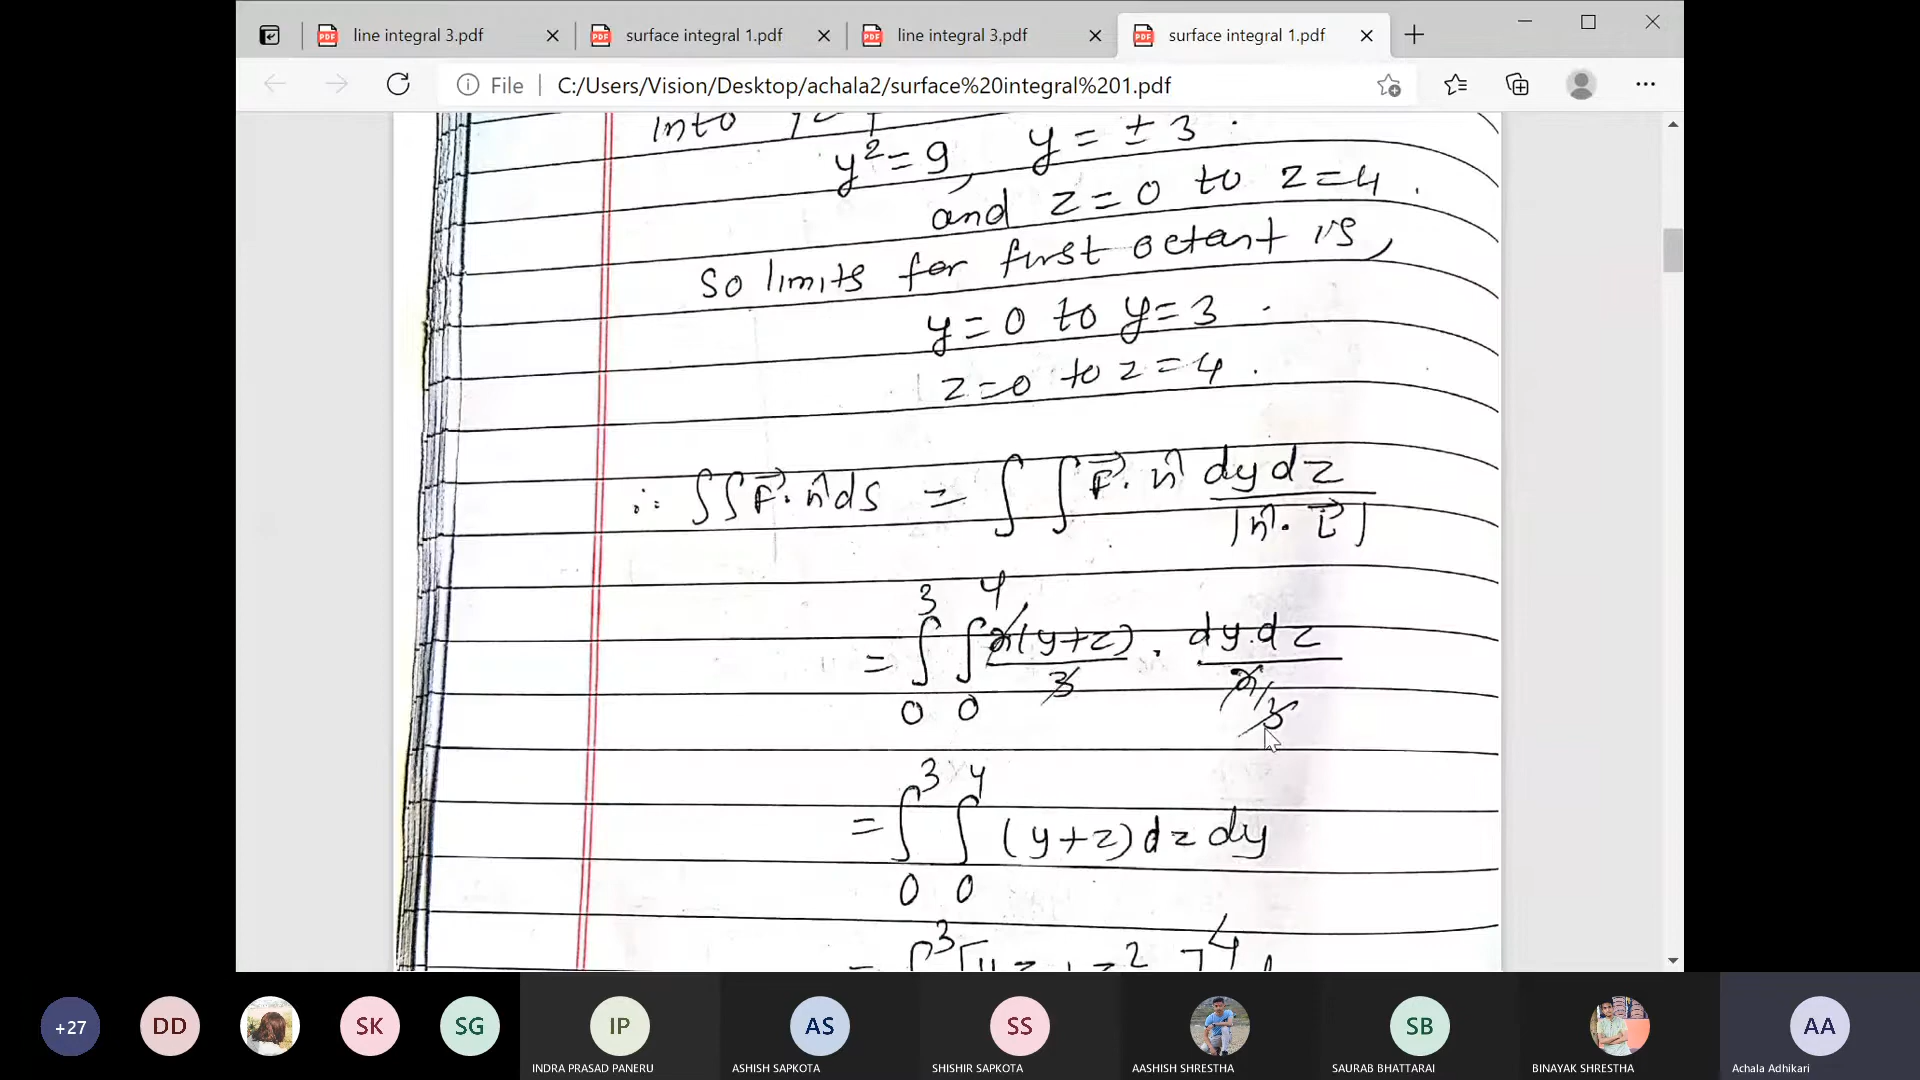 line integral 3.pdf
surface integral 1.pdf
line integral 3.pdf
surface integral 1.pdf
File
C:/Users/Vision/Desktop/achala2/surface%20integral%201.pdf
into
y² = 9, y = ± 3 .
and z = 0 to z = 4 .
So limits for first octant is,
y = 0 to y = 3 .
z = 0 to z = 4 .
∴ ∫∫ F⃗ . n̂ ds = ∫ ∫ F⃗ . n̂ dy dz / |n̂ . i⃗|
= ∫₀³ ∫₀⁴ x(y+z)/3 . dy.dz / x/3
= ∫₀³ ∫₀⁴ (y+z) dz dy
+27
DD
SK
SG
IP
AS
SS
SB
AA
INDRA PRASAD PANERU
ASHISH SAPKOTA
SHISHIR SAPKOTA
AASHISH SHRESTHA
SAURAB BHATTARAI
BINAYAK SHRESTHA
Achala Adhikari